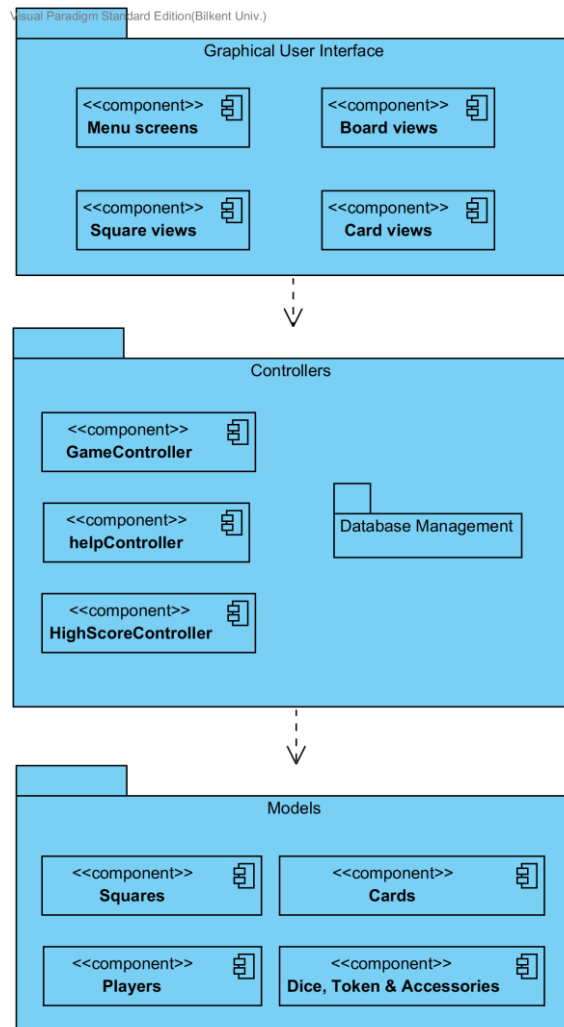 Visual Paradigm Standard Edition(Bilkent Univ.)
Graphical User Interface
<<component>>
Menu screens
<<component>>
Board views
<<component>>
Square views
<<component>>
Card views
Controllers
<<component>>
GameController
<<component>>
helpController
Database Management
<<component>>
HighScoreController
Models
<<component>>
Squares
<<component>>
Cards
<<component>>
Players
<<component>>
Dice, Token & Accessories